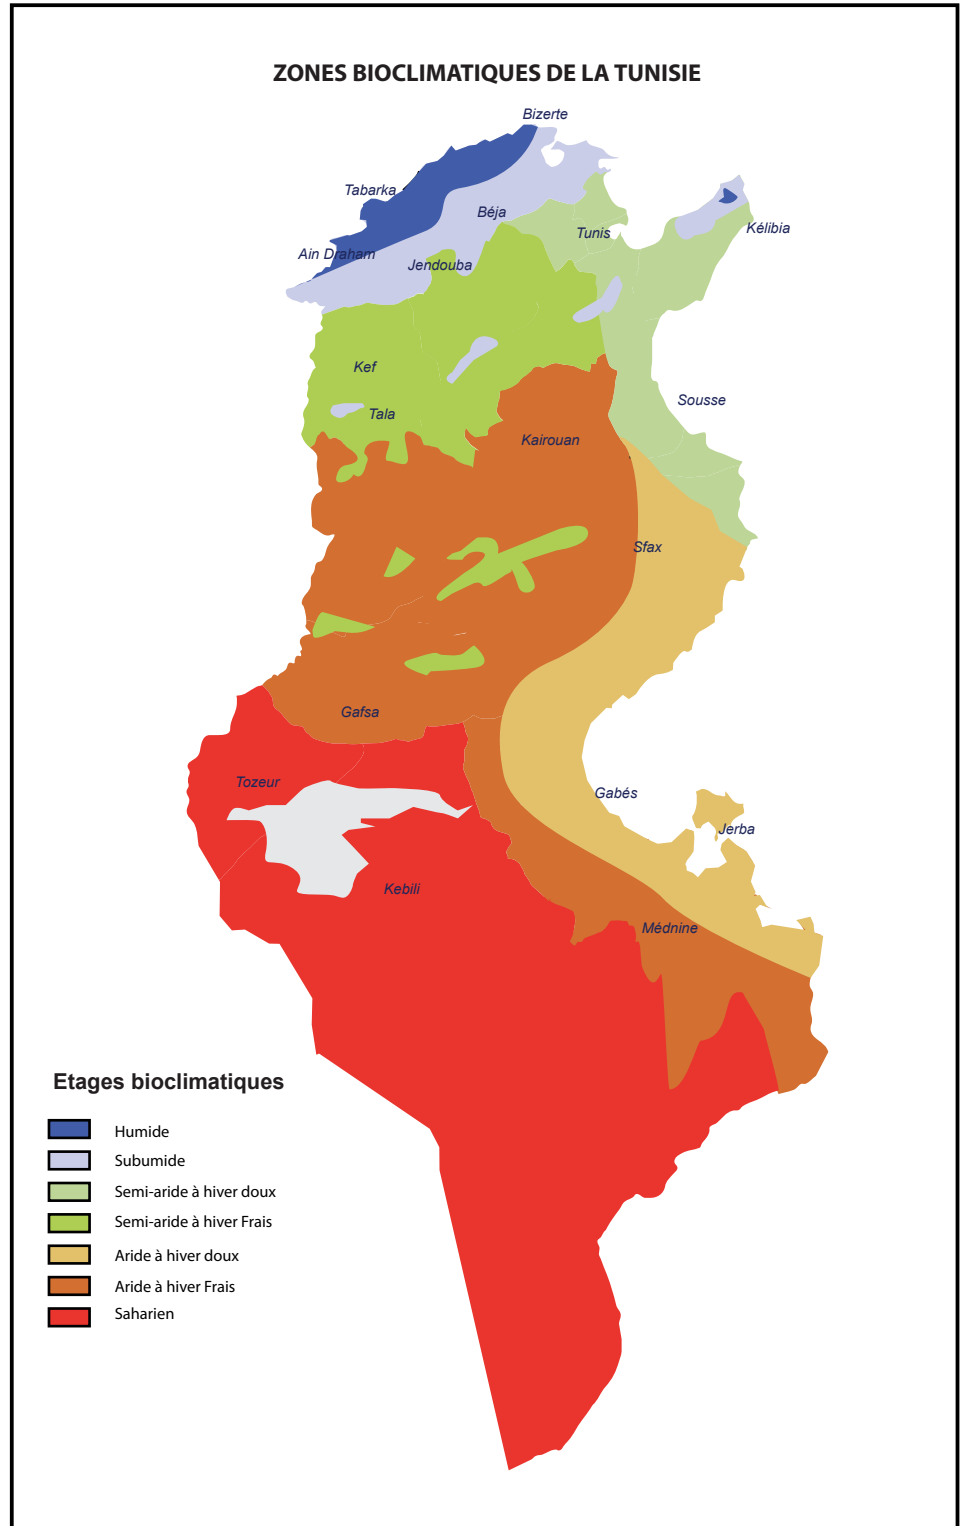 ZONES BIOCLIMATIQUES DE LA TUNISIE
Bizerte
Tabarka
Béja
Kélibia
Tunis
Ain Draham
Jendouba
Kef
Sousse
Tala
Kairouan
Sfax
Gafsa
Tozeur
Gabés
Jerba
Kebili
Médnine
Etages bioclimatiques
Humide
Subumide
Semi-aride à hiver doux
Semi-aride à hiver Frais
Aride à hiver doux
Aride à hiver Frais
Saharien